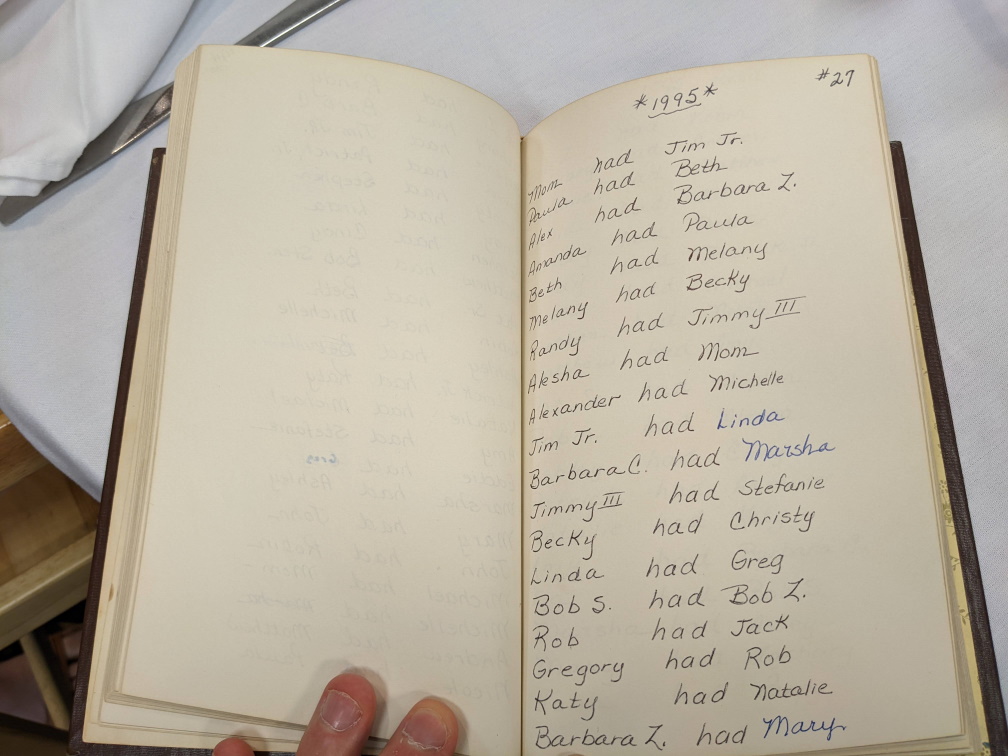 #27
*1995*
Mom had Jim Jr.
Paula had Beth
Alex had Barbara Z.
Amanda had Paula
Beth had Melany
Melany had Becky
Randy had Jimmy III
Alesha had Mom
Alexander had Michelle
Jim Jr. had Linda
Barbara C. had Marsha
Jimmy III had Stefanie
Becky had Christy
Linda had Greg
Bob S. had Bob Z.
Rob had Jack
Gregory had Rob
Katy had Natalie
Barbara Z. had Mary